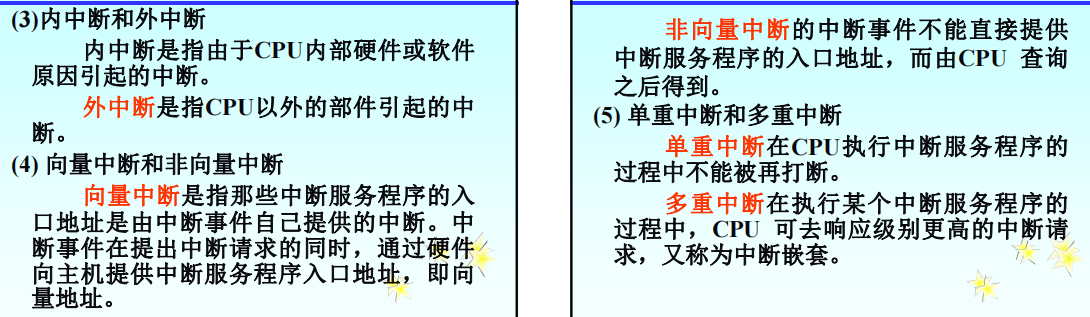 (3)内中断和外中断
内中断是指由于CPU内部硬件或软件
原因引起的中断。
外中断是指CPU以外的部件引起的中
断。
(4) 向量中断和非向量中断
向量中断是指那些中断服务程序的入
口地址是由中断事件自己提供的中断。中
断事件在提出中断请求的同时，通过硬件
向主机提供中断服务程序入口地址，即向
量地址。
非向量中断的中断事件不能直接提供
中断服务程序的入口地址，而由CPU 查询
之后得到。
(5) 单重中断和多重中断
单重中断在CPU执行中断服务程序的
过程中不能被再打断。
多重中断在执行某个中断服务程序的
过程中，CPU 可去响应级别更高的中断请
求，又称为中断嵌套。